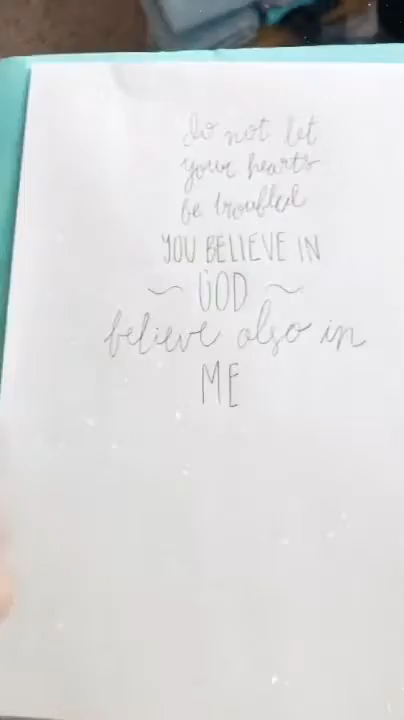 do not let
your hearts
be troubled
YOU BELIEVE IN
~ GOD ~
believe also in
ME